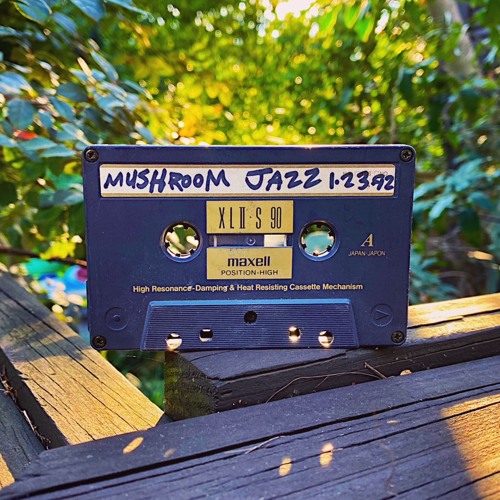 MUSHROOM JAZZ 1·23·92
XLII·S 90
maxell
POSITION-HIGH
A
JAPAN·JAPON
High Resonance-Damping & Heat Resisting Cassette Mechanism